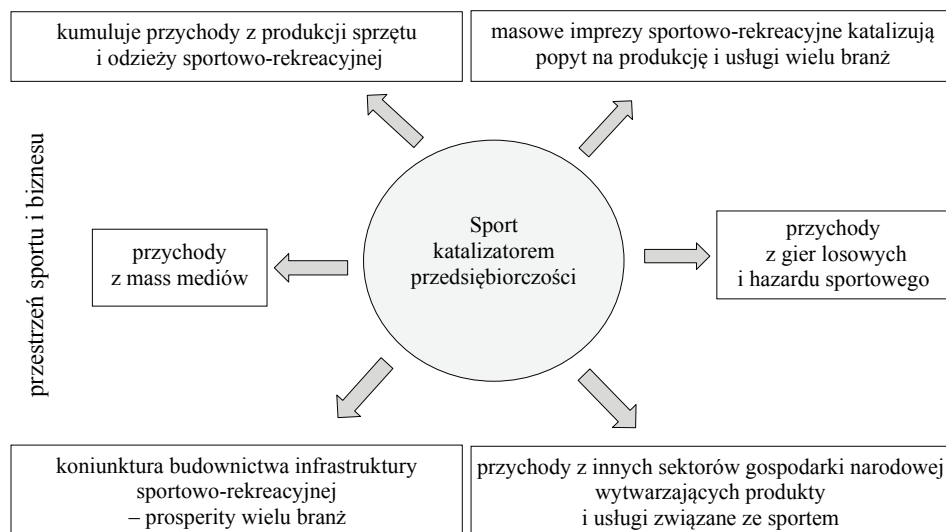 kumuluje przychody z produkcji sprzętu
i odzieży sportowo-rekreacyjnej
masowe imprezy sportowo-rekreacyjne katalizują
popyt na produkcję i usługi wielu branż
przestrzeń sportu i biznesu
przychody
z mass mediów
Sport
katalizatorem
przedsiębiorczości
przychody
z gier losowych
i hazardu sportowego
koniunktura budownictwa infrastruktury
sportowo-rekreacyjnej
– prosperity wielu branż
przychody z innych sektorów gospodarki narodowej
wytwarzających produkty
i usługi związane ze sportem